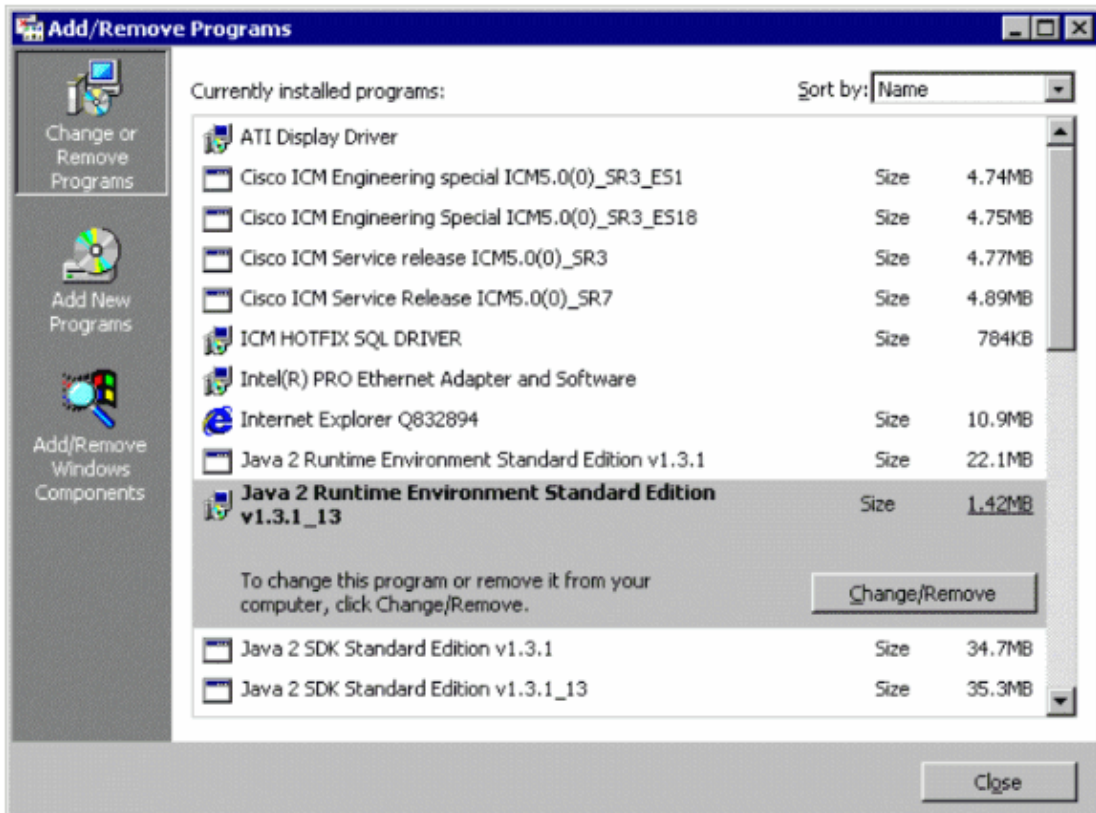 Add/Remove Programs
Change or
Remove
Programs
Add New
Programs
Add/Remove
Windows
Components
Currently installed programs:
Sort by: Name
ATI Display Driver
Cisco ICM Engineering special ICM5.0(0)_SR3_ES1 Size 4.74MB
Cisco ICM Engineering Special ICM5.0(0)_SR3_ES18 Size 4.75MB
Cisco ICM Service release ICM5.0(0)_SR3 Size 4.77MB
Cisco ICM Service Release ICM5.0(0)_SR7 Size 4.89MB
ICM HOTFIX SQL DRIVER Size 784KB
Intel(R) PRO Ethernet Adapter and Software
Internet Explorer Q832894 Size 10.9MB
Java 2 Runtime Environment Standard Edition v1.3.1 Size 22.1MB
Java 2 Runtime Environment Standard Edition
v1.3.1_13 Size 1.42MB
To change this program or remove it from your
computer, click Change/Remove.
Change/Remove
Java 2 SDK Standard Edition v1.3.1 Size 34.7MB
Java 2 SDK Standard Edition v1.3.1_13 Size 35.3MB
Close